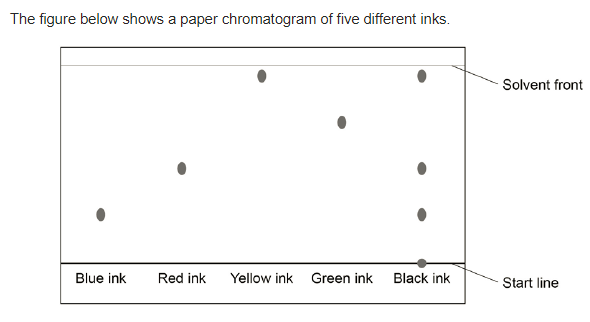 The figure below shows a paper chromatogram of five different inks.
Solvent front
Blue ink Red ink Yellow ink Green ink Black ink
Start line